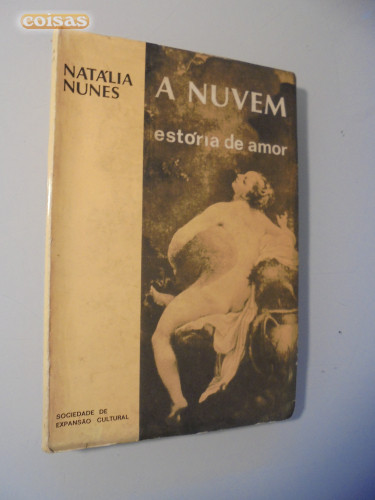 coisas
NATÁLIA
NUNES
A NUVEM
estória de amor
SOCIEDADE DE
EXPANSÃO CULTURAL